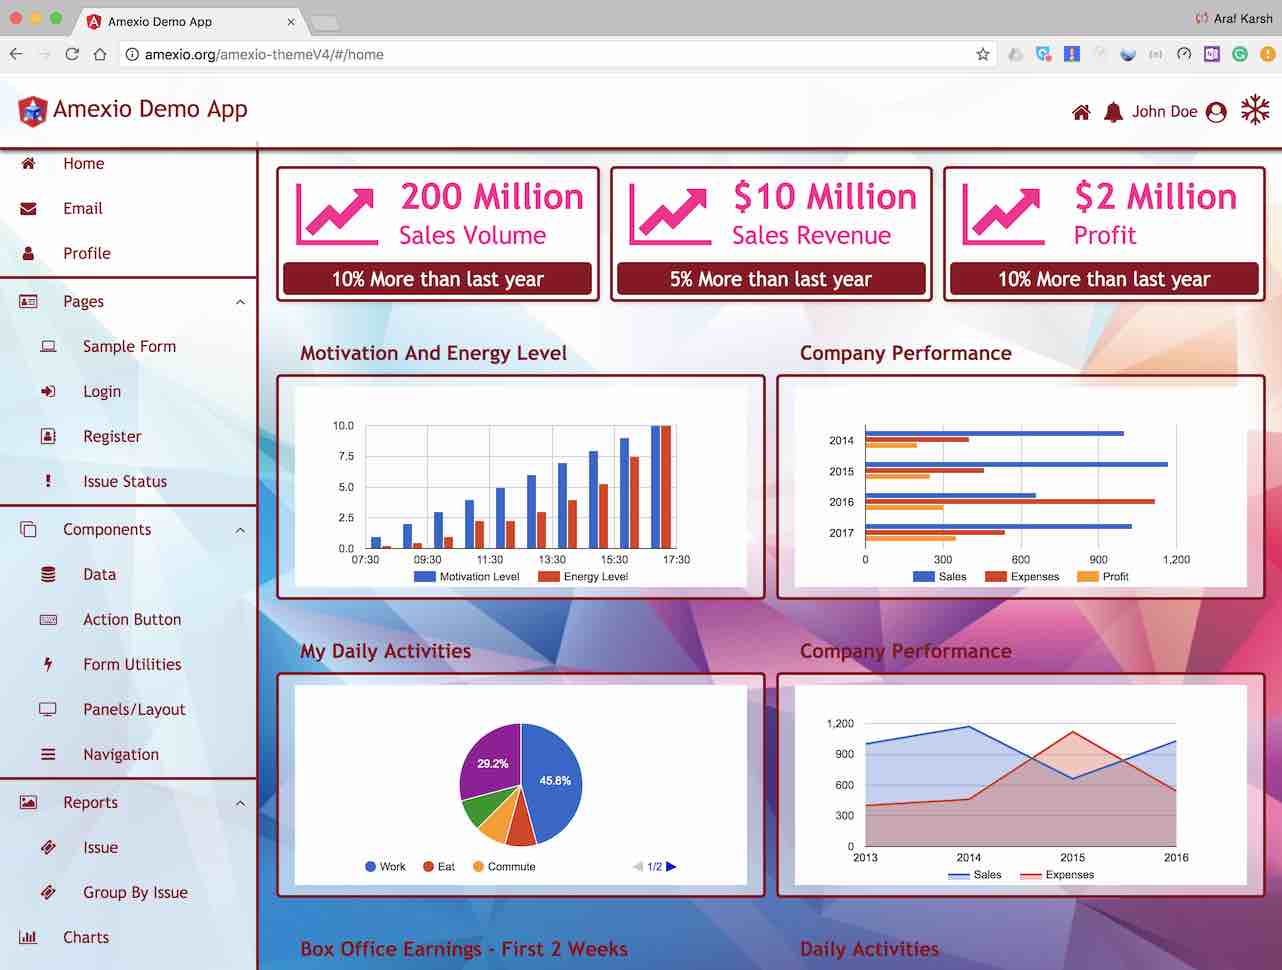 Amexio Demo App
Araf Karsh
amexio.org/amexio-themeV4/#/home
Amexio Demo App
John Doe
Home
Email
Profile
Pages
Sample Form
Login
Register
Issue Status
Components
Data
Action Button
Form Utilities
Panels/Layout
Navigation
Reports
Issue
Group By Issue
Charts
200 Million
Sales Volume
10% More than last year
$10 Million
Sales Revenue
5% More than last year
$2 Million
Profit
10% More than last year
Motivation And Energy Level
10.0
7.5
5.0
2.5
0.0
07:30 09:30 11:30 13:30 15:30 17:30
Motivation Level Energy Level
Company Performance
2014
2015
2016
2017
0 300 600 900 1,200
Sales Expenses Profit
My Daily Activities
29.2%
45.8%
Work Eat Commute 1/2
Company Performance
1,200
900
600
300
0
2013 2014 2015 2016
Sales Expenses
Box Office Earnings - First 2 Weeks
Daily Activities